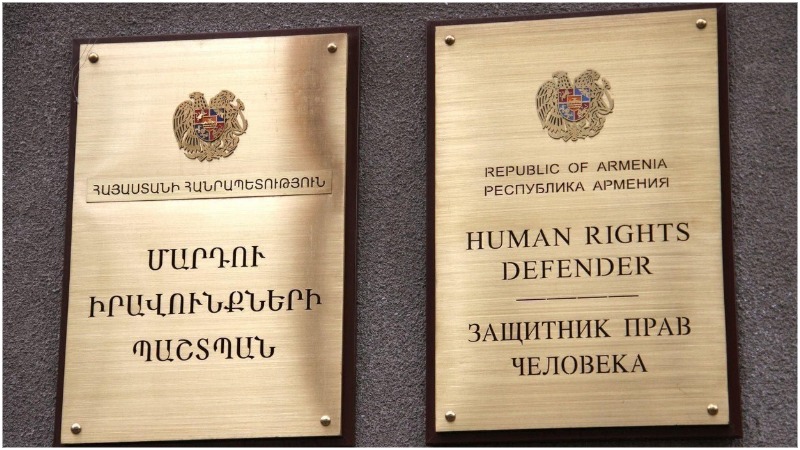 ՀԱՅԱՍՏԱՆԻ ՀԱՆՐԱՊԵՏՈՒԹՅՈՒՆ
ՄԱՐԴՈՒ
ԻՐԱՎՈՒՆՔՆԵՐԻ
ՊԱՇՏՊԱՆ
REPUBLIC OF ARMENIA
РЕСПУБЛИКА АРМЕНИЯ
HUMAN RIGHTS
DEFENDER
ЗАЩИТНИК ПРАВ
ЧЕЛОВЕКА